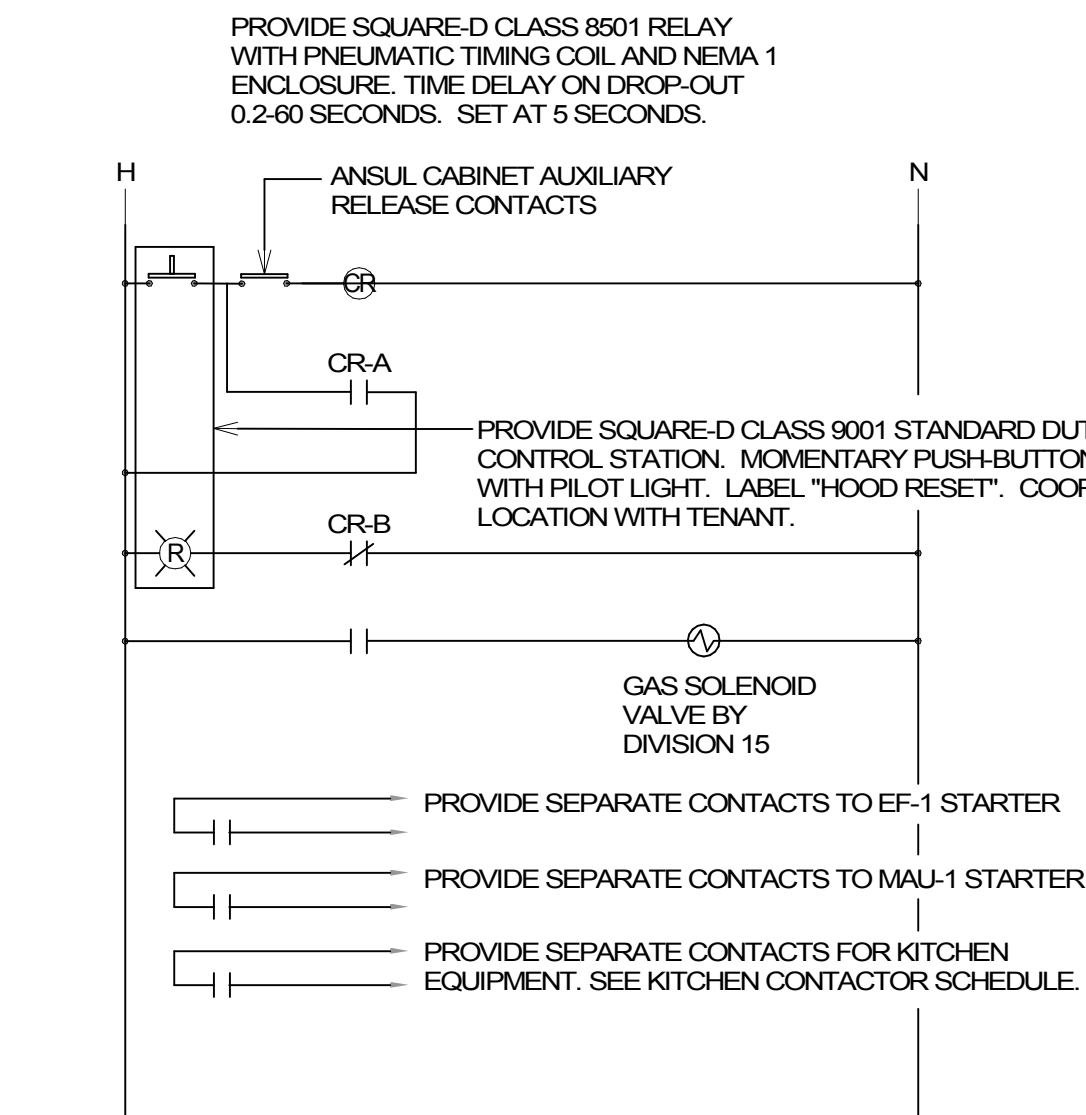 PROVIDE SQUARE-D CLASS 8501 RELAY
WITH PNEUMATIC TIMING COIL AND NEMA 1
ENCLOSURE. TIME DELAY ON DROP-OUT
0.2-60 SECONDS. SET AT 5 SECONDS.
H
N
ANSUL CABINET AUXILIARY
RELEASE CONTACTS
CR
CR-A
PROVIDE SQUARE-D CLASS 9001 STANDARD
CONTROL STATION. MOMENTARY PUSH-BUTTON
WITH PILOT LIGHT. LABEL "HOOD RESET".
LOCATION WITH TENANT.
CR-B
R
GAS SOLENOID
VALVE BY
DIVISION 15
PROVIDE SEPARATE CONTACTS TO EF-1 STARTER
PROVIDE SEPARATE CONTACTS TO MAU-1 STARTER
PROVIDE SEPARATE CONTACTS FOR KITCHEN
EQUIPMENT. SEE KITCHEN CONTACTOR SCHEDULE.